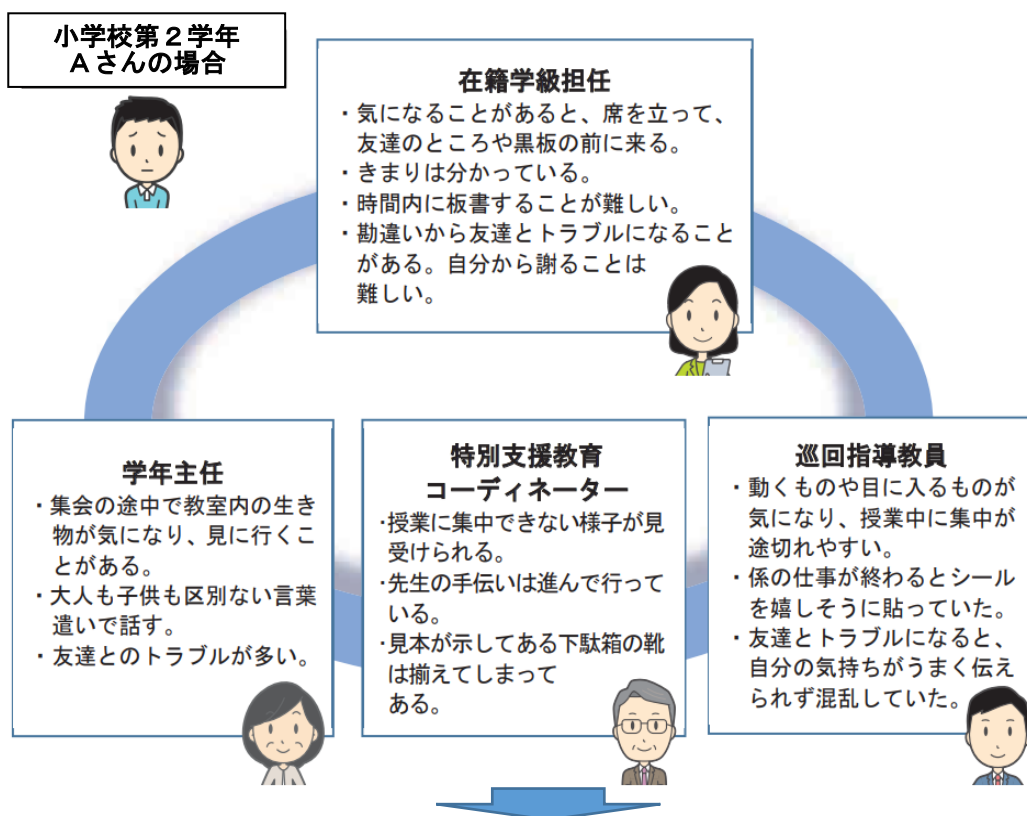 小学校第２学年
Ａさんの場合
在籍学級担任
・気になることがあると、席を立って、
友達のところや黒板の前に来る。
・きまりは分かっている。
・時間内に板書することが難しい。
・勘違いから友達とトラブルになること
がある。自分から謝ることは
難しい。
学年主任
・集会の途中で教室内の生き
物が気になり、見に行くこ
とがある。
・大人も子供も区別ない言葉
遣いで話す。
・友達とのトラブルが多い。
特別支援教育
コーディネーター
・授業に集中できない様子が見
受けられる。
・先生の手伝いは進んで行って
いる。
・見本が示してある下駄箱の靴
は揃えてしまって
ある。
巡回指導教員
・動くものや目に入るものが
気になり、授業中に集中が
途切れやすい。
・係の仕事が終わるとシール
を嬉しそうに貼っていた。
・友達とトラブルになると、
自分の気持ちがうまく伝え
られず混乱していた。